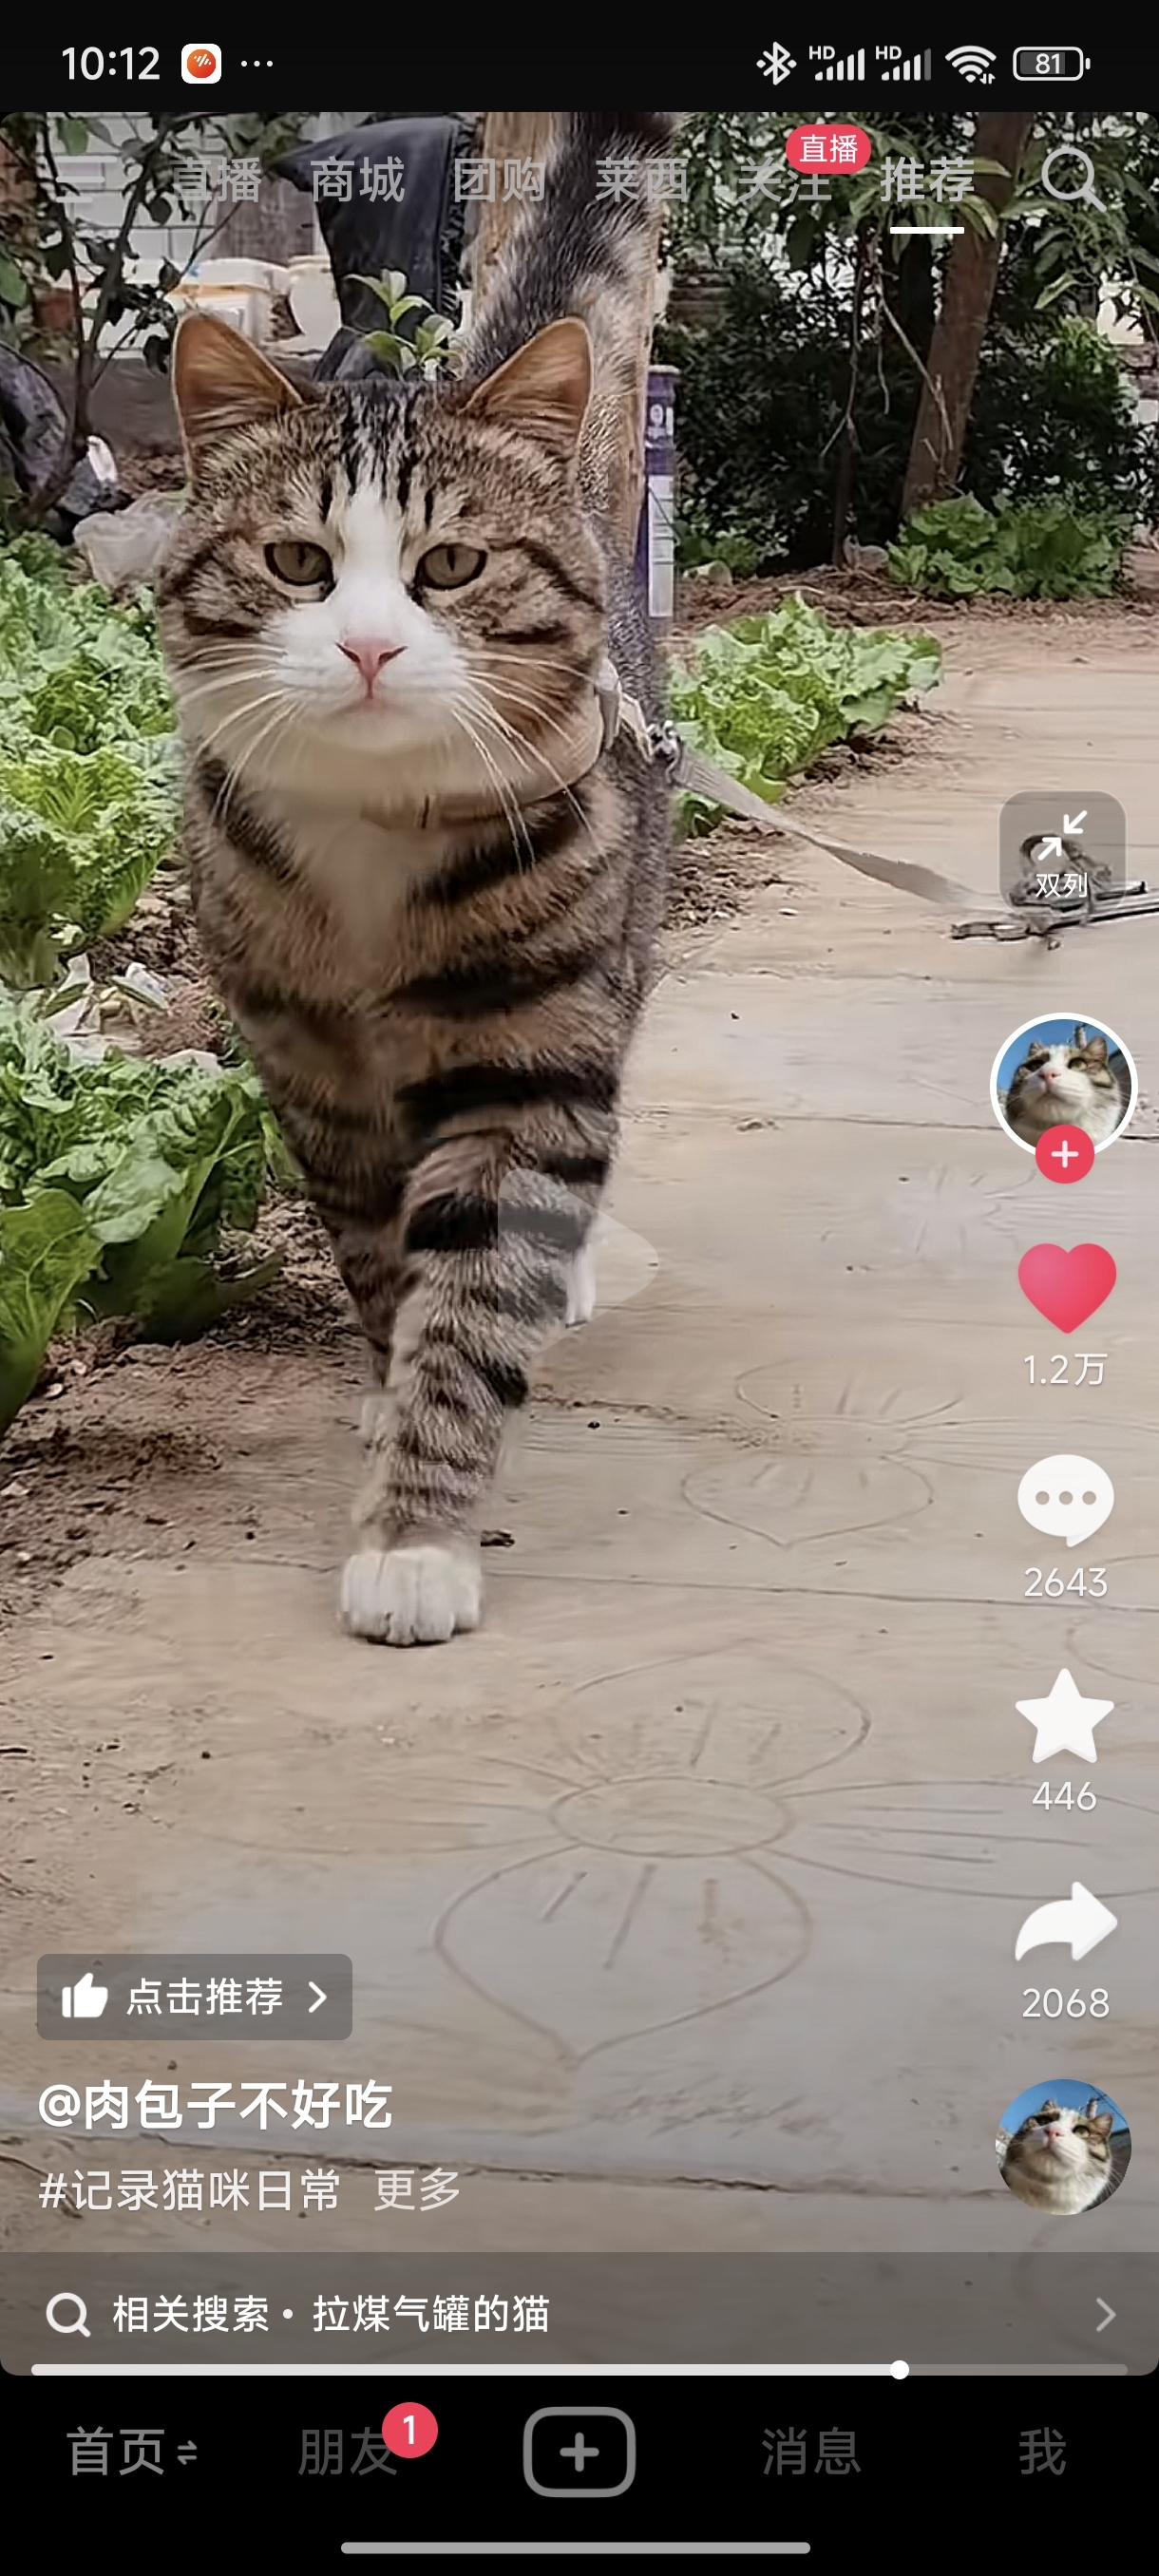 10:12
HD HD 81
直播 商城 团购 莱西 关注 直播 推荐
双列
1.2万
2643
446
2068
点击推荐
@肉包子不好吃
#记录猫咪日常 更多
相关搜索 • 拉煤气罐的猫
首页 朋友 1 消息 我